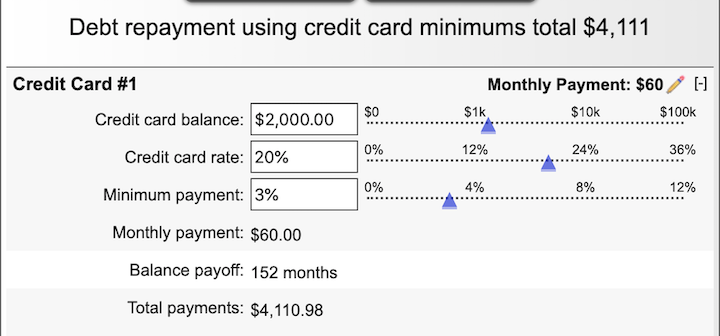 Debt repayment using credit card minimums total $4,111
Credit Card #1 Monthly Payment: $60 [-]
Credit card balance: $2,000.00 $0 $1k $10k $100k
Credit card rate: 20% 0% 12% 24% 36%
Minimum payment: 3% 0% 4% 8% 12%
Monthly payment: $60.00
Balance payoff: 152 months
Total payments: $4,110.98